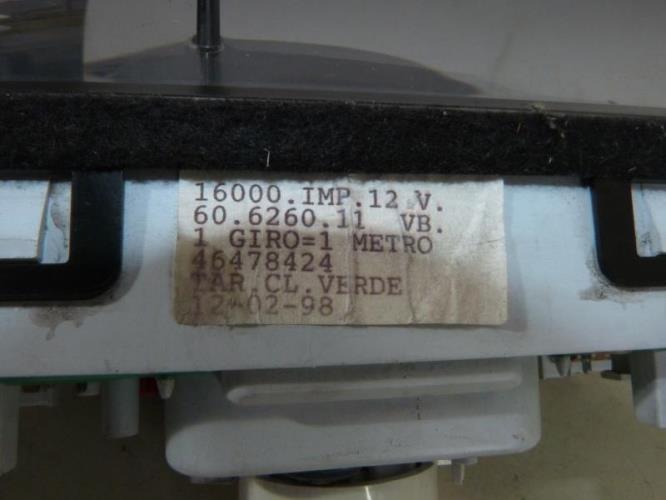 16000.IMP.12 V.
60.6260.11 VB.
1 GIRO=1 METRO
46478424
TAR.CL.VERDE
12-02-98